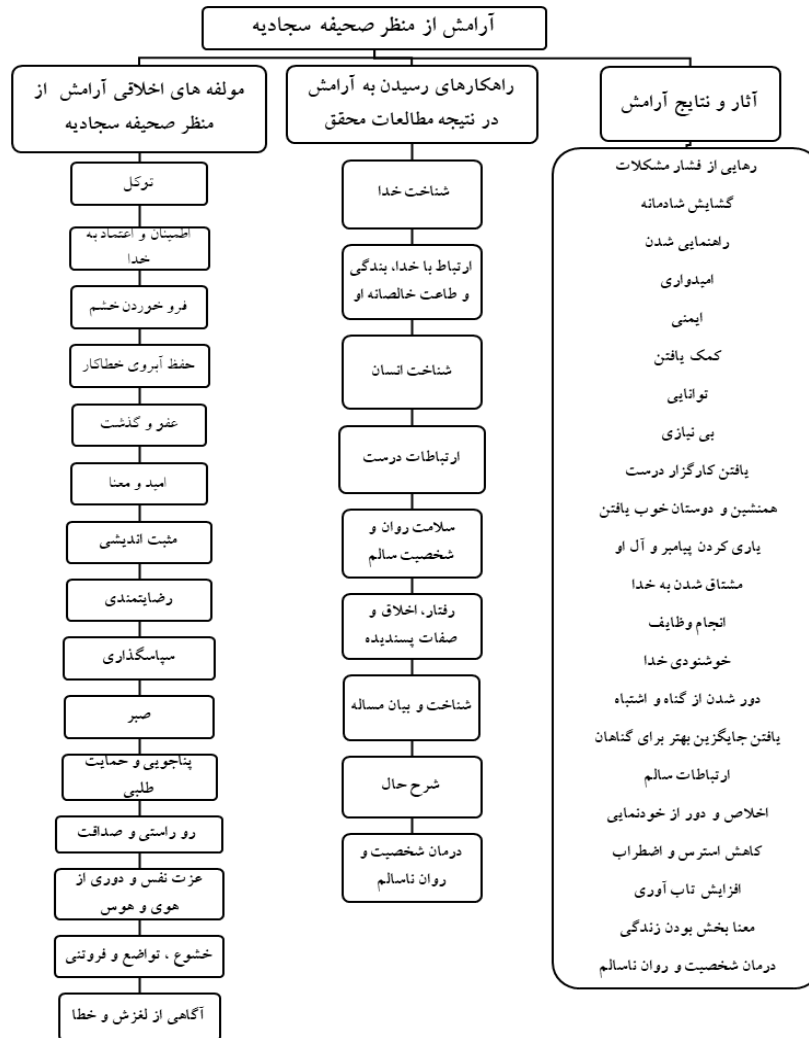 آرامش از منظر صحیفه سجادیه
آثار و نتایج آرامش
رهایی از فشار مشکلات
گشایش شادمانه
راهنمایی شدن
امیدواری
ایمنی
کمک یافتن
توانایی
بی نیازی
یافتن کارگزار درست
همنشین و دوستان خوب یافتن
یاری کردن پیامبر و آل او
مشتاق شدن به خدا
انجام وظایف
خوشنودی خدا
دور شدن از گناه و اشتباه
یافتن جایگزین بهتر برای گناهان
ارتباطات سالم
اخلاص و دور از خودنمایی
کاهش استرس و اضطراب
افزایش تاب آوری
معنا بخش بودن زندگی
درمان شخصیت و روان ناسالم
راهکارهای رسیدن به آرامش
در نتیجه مطالعات محقق
شناخت خدا
ارتباط با خدا، بندگی
و طاعت خالصانه او
شناخت انسان
ارتباطات درست
سلامت روان و
شخصیت سالم
رفتار، اخلاق و
صفات پسندیده
شناخت و بیان مساله
شرح حال
درمان شخصیت و
روان ناسالم
مولفه های اخلاقی آرامش از
منظر صحیفه سجادیه
توکل
اطمینان و اعتماد به
خدا
فرو خوردن خشم
حفظ آبروی خطاکار
عفو و گذشت
امید و معنا
مثبت اندیشی
رضایتمندی
سپاسگذاری
صبر
پناجویی و حمایت
طلبی
رو راستی و صداقت
عزت نفس و دوری از
هوی و هوس
خشوع ، تواضع و فروتنی
آگاهی از لغزش و خطا